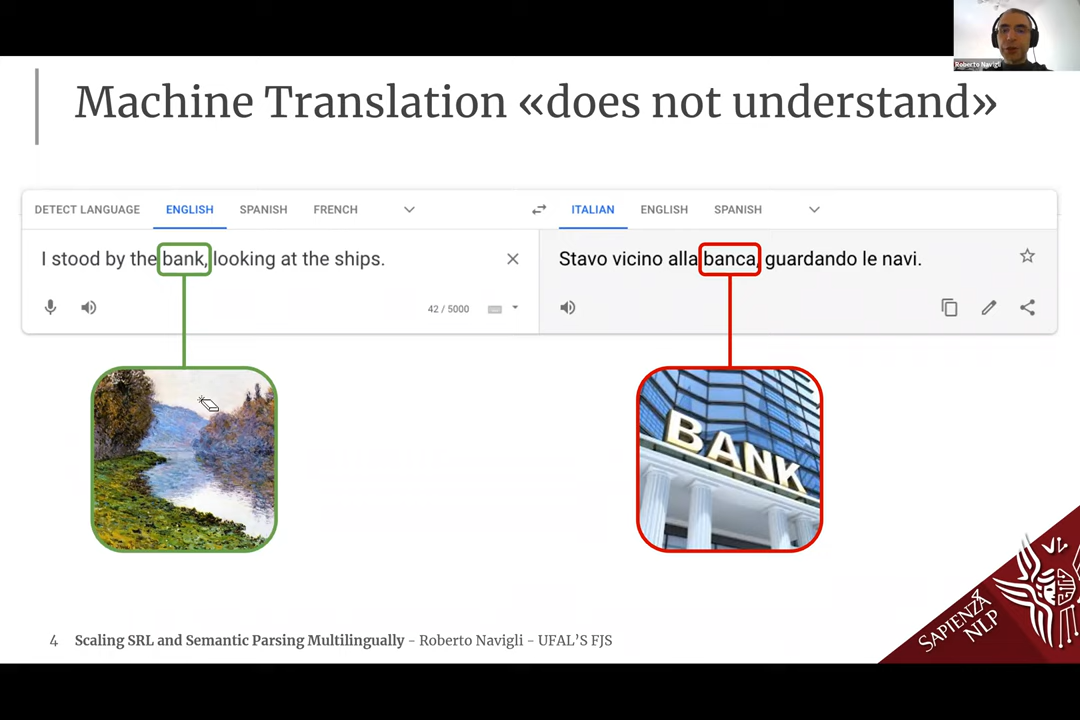 Roberto Navigli
Machine Translation «does not understand»
DETECT LANGUAGE ENGLISH SPANISH FRENCH ITALIAN ENGLISH SPANISH
I stood by the bank, looking at the ships. Stavo vicino alla banca, guardando le navi.
42 / 5000
BANK
SAPIENZA
NLP
4 Scaling SRL and Semantic Parsing Multilingually - Roberto Navigli - UFAL'S FJS